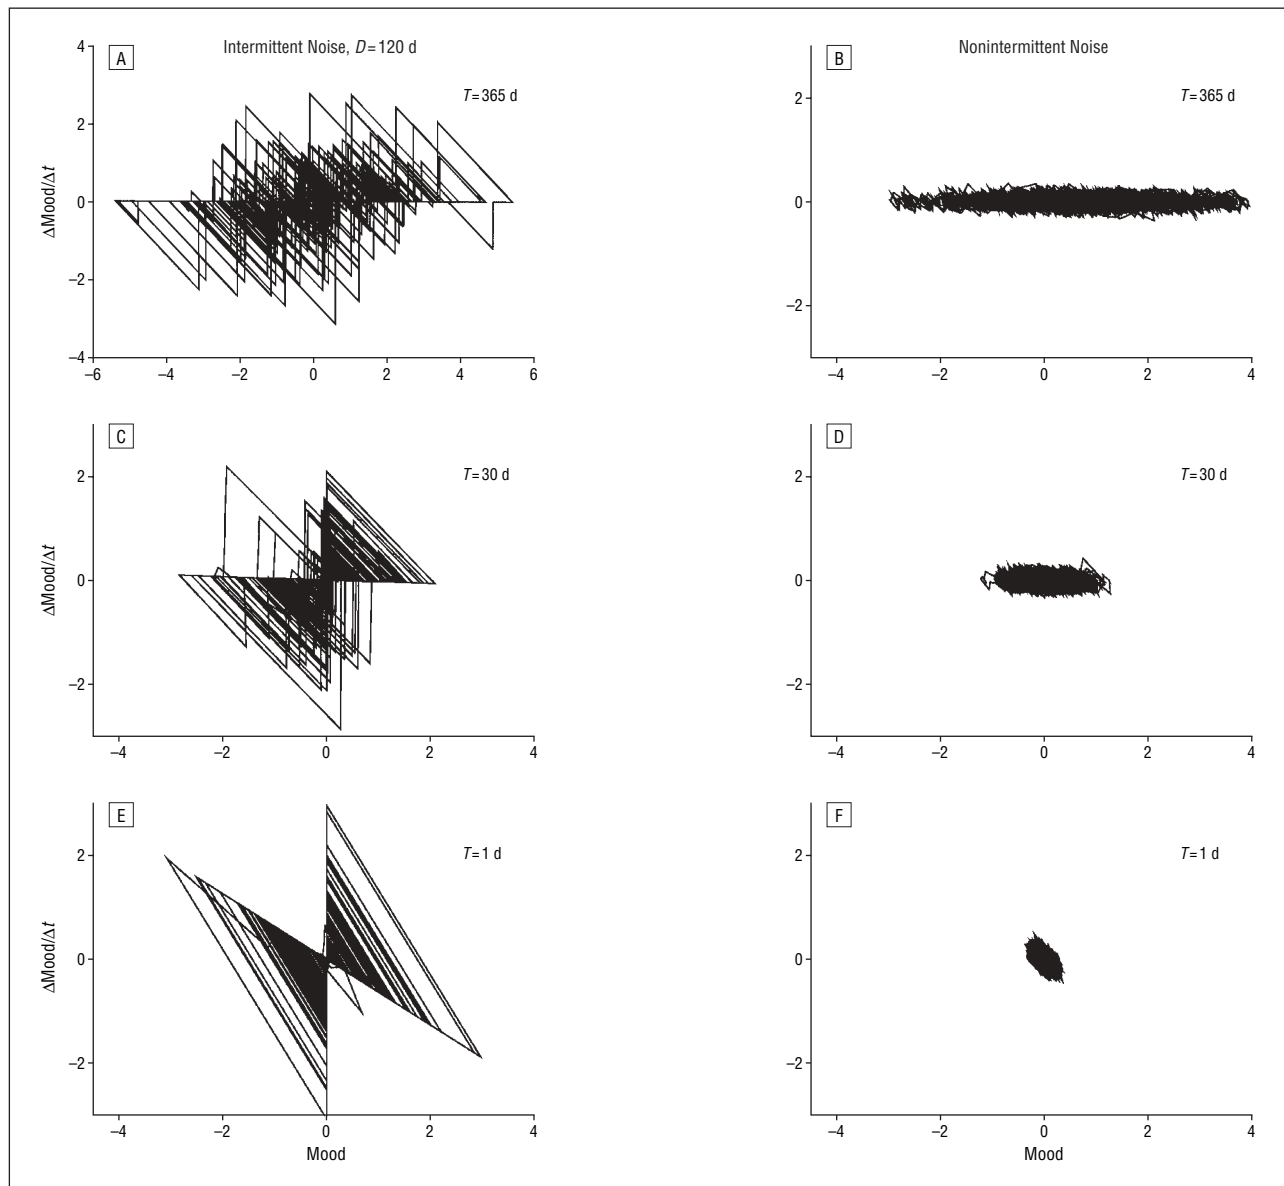 Intermittent Noise, D=120 d
Nonintermittent Noise
A
T=365 d
4
2
0
−2
−4
ΔMood/Δt
−6 −4 −2 0 2 4 6
B
T=365 d
2
0
−2
−4 −2 0 2 4
C
T=30 d
2
0
−2
ΔMood/Δt
−4 −2 0 2 4
D
T=30 d
2
0
−2
−4 −2 0 2 4
E
T=1 d
2
0
−2
ΔMood/Δt
−4 −2 0 2 4
Mood
F
T=1 d
2
0
−2
−4 −2 0 2 4
Mood